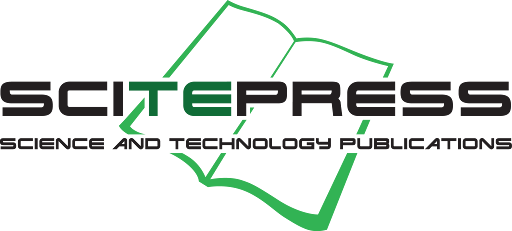 SCITEPRESS
SCIENCE AND TECHNOLOGY PUBLICATIONS